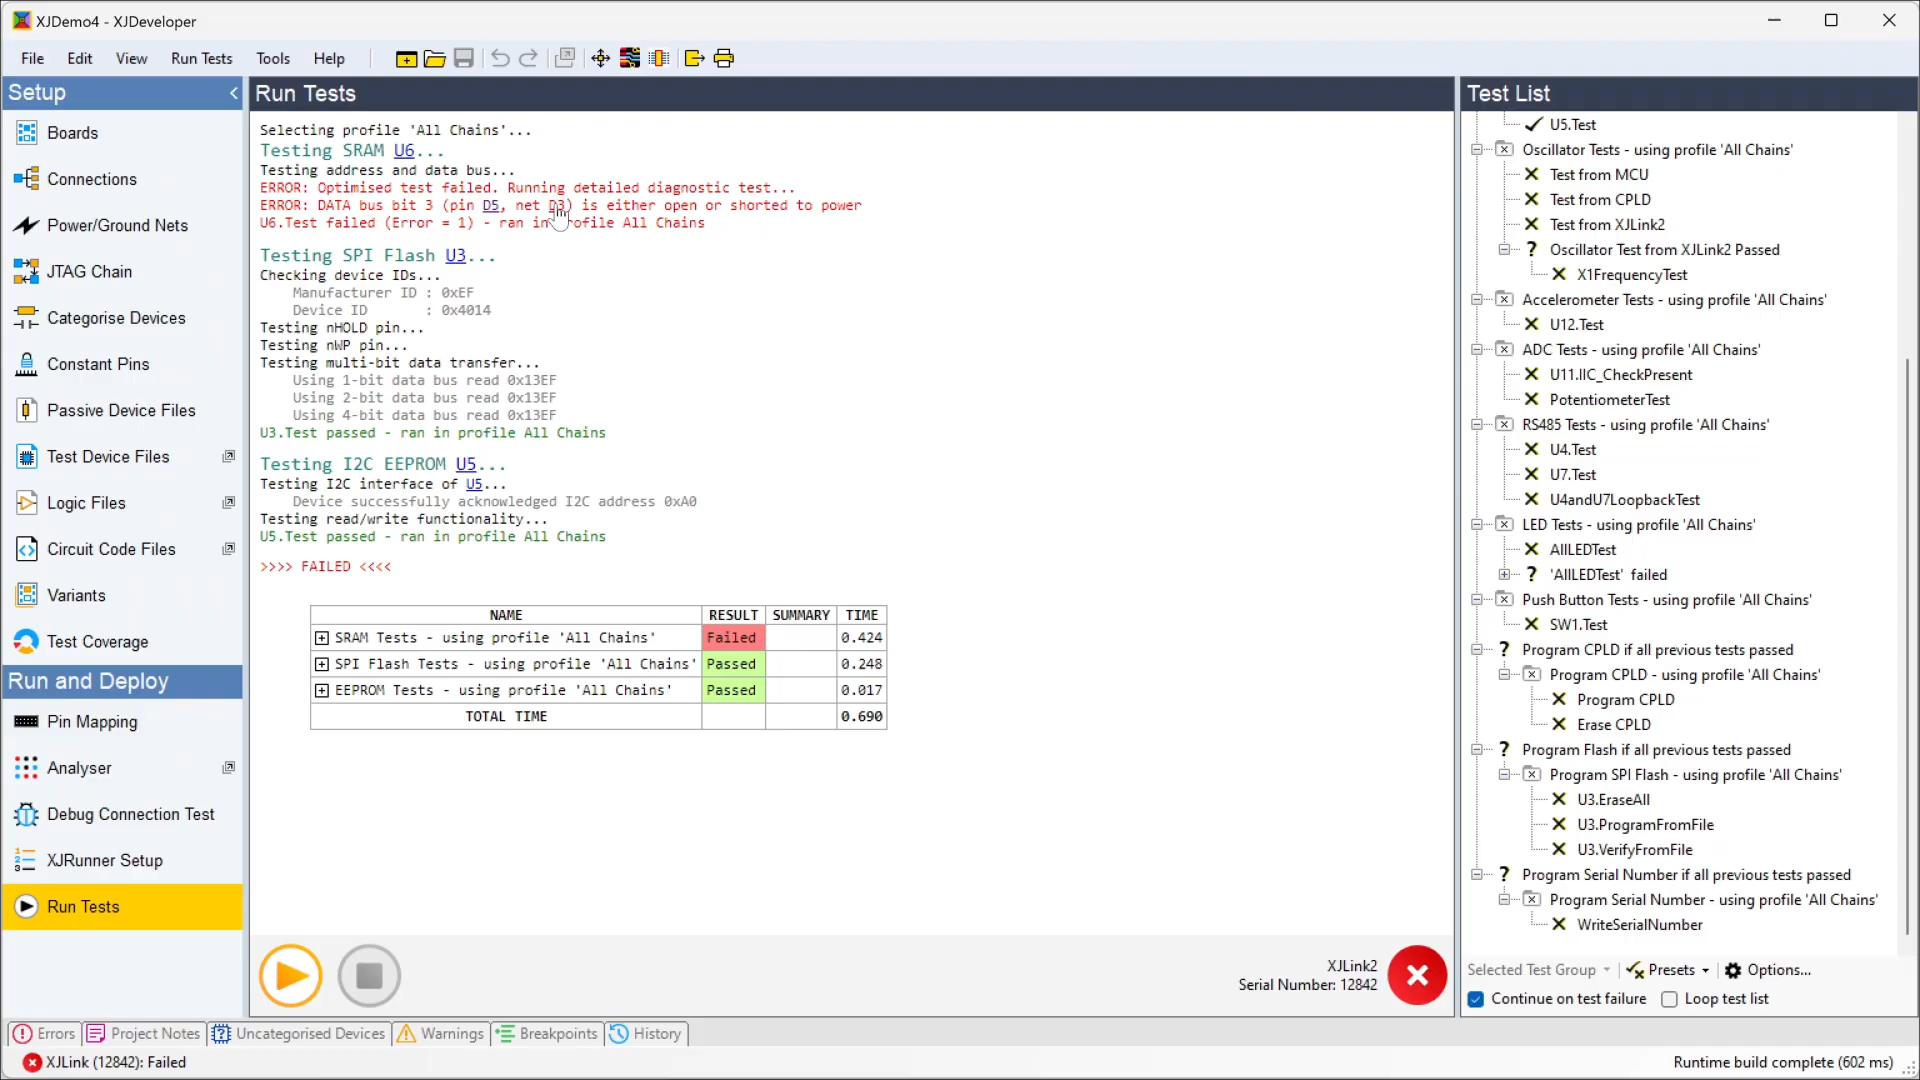 XJDemo4 - XJDeveloper
File Edit View Run Tests Tools Help
Setup
Boards
Connections
Power/Ground Nets
JTAG Chain
Categorise Devices
Constant Pins
Passive Device Files
Test Device Files
Logic Files
Circuit Code Files
Variants
Test Coverage
Run and Deploy
Pin Mapping
Analyser
Debug Connection Test
XJRunner Setup
Run Tests
Run Tests
Selecting profile 'All Chains'...
Testing SRAM U6...
Testing address and data bus...
ERROR: Optimised test failed. Running detailed diagnostic test...
ERROR: DATA bus bit 3 (pin D5, net D3) is either open or shorted to power
U6.Test failed (Error = 1) - ran in profile All Chains
Testing SPI Flash U3...
Checking device IDs...
Manufacturer ID : 0xEF
Device ID : 0x4014
Testing nHOLD pin...
Testing nWP pin...
Testing multi-bit data transfer...
Using 1-bit data bus read 0x13EF
Using 2-bit data bus read 0x13EF
Using 4-bit data bus read 0x13EF
U3.Test passed - ran in profile All Chains
Testing I2C EEPROM U5...
Testing I2C interface of U5...
Device successfully acknowledged I2C address 0xA0
Testing read/write functionality...
U5.Test passed - ran in profile All Chains
>>>> FAILED <<<<
NAME RESULT SUMMARY TIME
SRAM Tests - using profile 'All Chains' Failed 0.424
SPI Flash Tests - using profile 'All Chains' Passed 0.248
EEPROM Tests - using profile 'All Chains' Passed 0.017
TOTAL TIME 0.690
XJLink2
Serial Number: 12842
Test List
U5.Test
Oscillator Tests - using profile 'All Chains'
Test from MCU
Test from CPLD
Test from XJLink2
Oscillator Test from XJLink2 Passed
X1FrequencyTest
Accelerometer Tests - using profile 'All Chains'
U12.Test
ADC Tests - using profile 'All Chains'
U11.IIC_CheckPresent
PotentiometerTest
RS485 Tests - using profile 'All Chains'
U4.Test
U7.Test
U4andU7LoopbackTest
LED Tests - using profile 'All Chains'
AllLEDTest
'AllLEDTest' failed
Push Button Tests - using profile 'All Chains'
SW1.Test
Program CPLD if all previous tests passed
Program CPLD - using profile 'All Chains'
Program CPLD
Erase CPLD
Program Flash if all previous tests passed
Program SPI Flash - using profile 'All Chains'
U3.EraseAll
U3.ProgramFromFile
U3.VerifyFromFile
Program Serial Number if all previous tests passed
Program Serial Number - using profile 'All Chains'
WriteSerialNumber
Selected Test Group Presets Options...
Continue on test failure Loop test list
Errors Project Notes Uncategorised Devices Warnings Breakpoints History
XJLink (12842): Failed
Runtime build complete (602 ms)